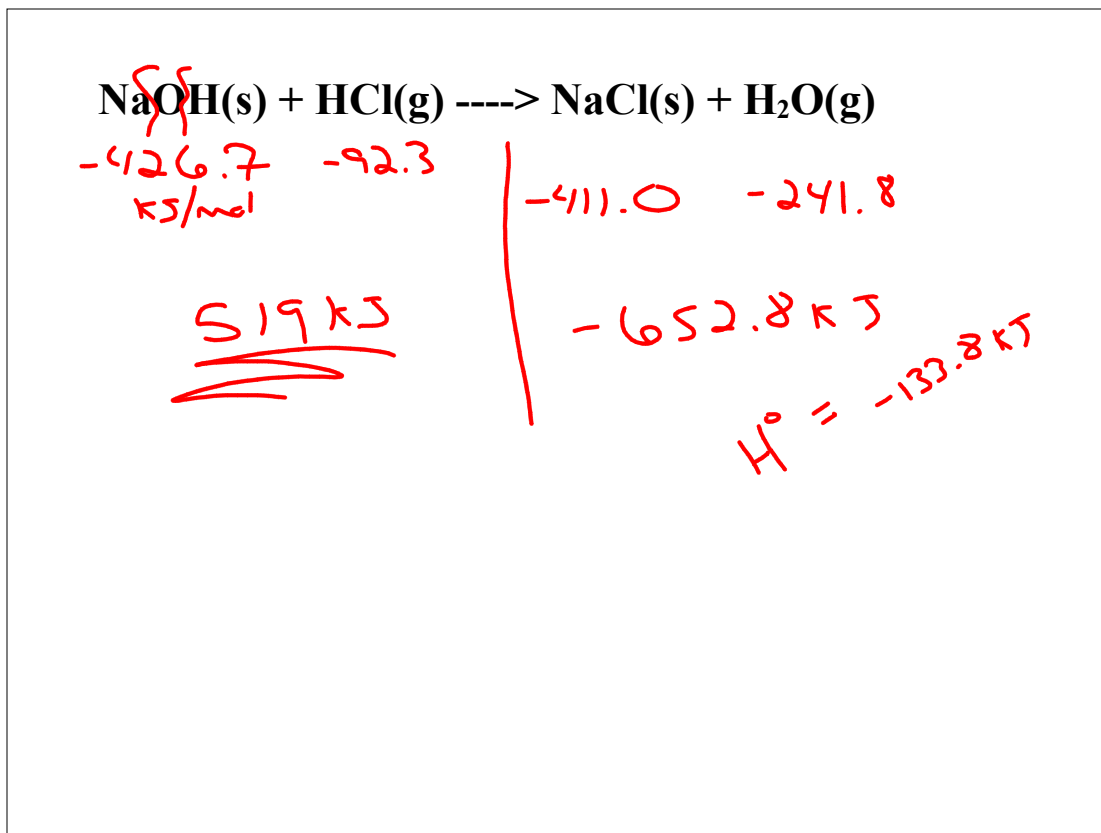 NaOH(s) + HCl(g) ----> NaCl(s) + H₂O(g)
-426.7 -92.3
kJ/mol
-411.0 -241.8
519 kJ
-652.8 kJ
H° = -133.8 kJ